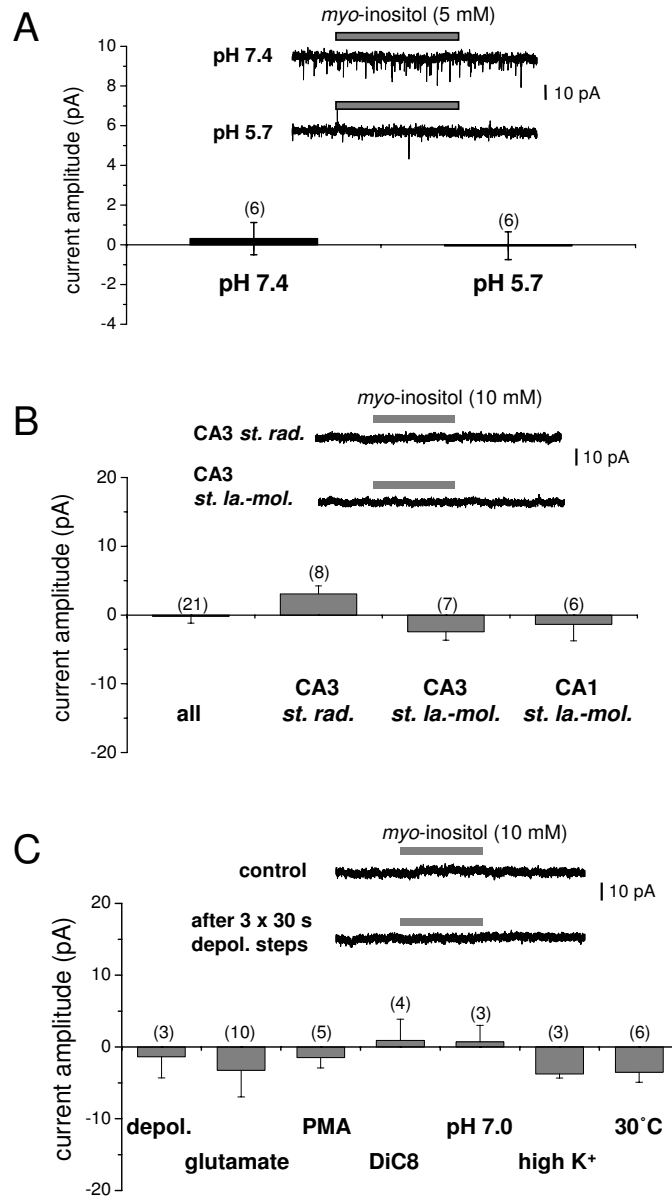 A
myo-inositol (5 mM)
pH 7.4
10 pA
pH 5.7
current amplitude (pA)
10
8
6
4
2
0
-2
-4
(6)
(6)
pH 7.4
pH 5.7
B
myo-inositol (10 mM)
CA3 st. rad.
10 pA
CA3
st. la.-mol.
current amplitude (pA)
20
10
0
-10
-20
(21)
(8)
(7)
(6)
all
CA3
st. rad.
CA3
st. la.-mol.
CA1
st. la.-mol.
C
myo-inositol (10 mM)
control
10 pA
after 3 x 30 s
depol. steps
current amplitude (pA)
20
10
0
-10
-20
(3)
(10)
(5)
(4)
(3)
(3)
(6)
depol.
PMA
pH 7.0
30˚C
glutamate
DiC8
high K⁺